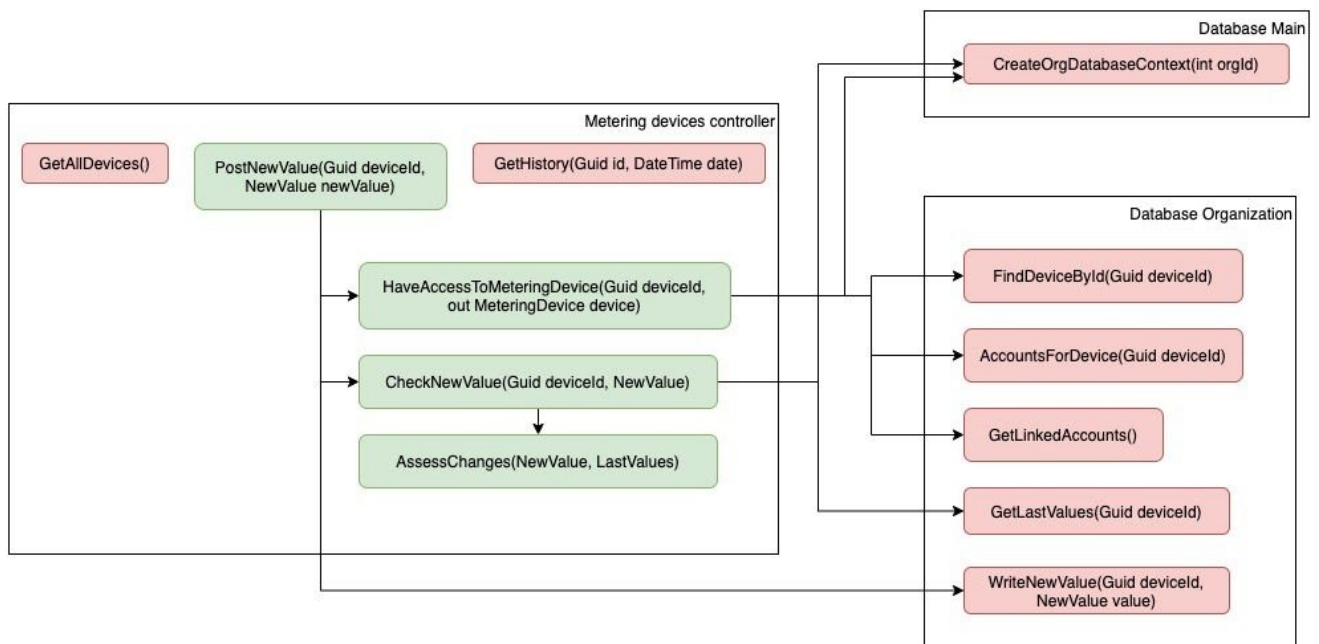 Database Main
CreateOrgDatabaseContext(int orgId)
Metering devices controller
GetAllDevices()
PostNewValue(Guid deviceId,
NewValue newValue)
GetHistory(Guid id, DateTime date)
HaveAccessToMeteringDevice(Guid deviceId,
out MeteringDevice device)
CheckNewValue(Guid deviceId, NewValue)
AssessChanges(NewValue, LastValues)
Database Organization
FindDeviceById(Guid deviceId)
AccountsForDevice(Guid deviceId)
GetLinkedAccounts()
GetLastValues(Guid deviceId)
WriteNewValue(Guid deviceId,
NewValue value)